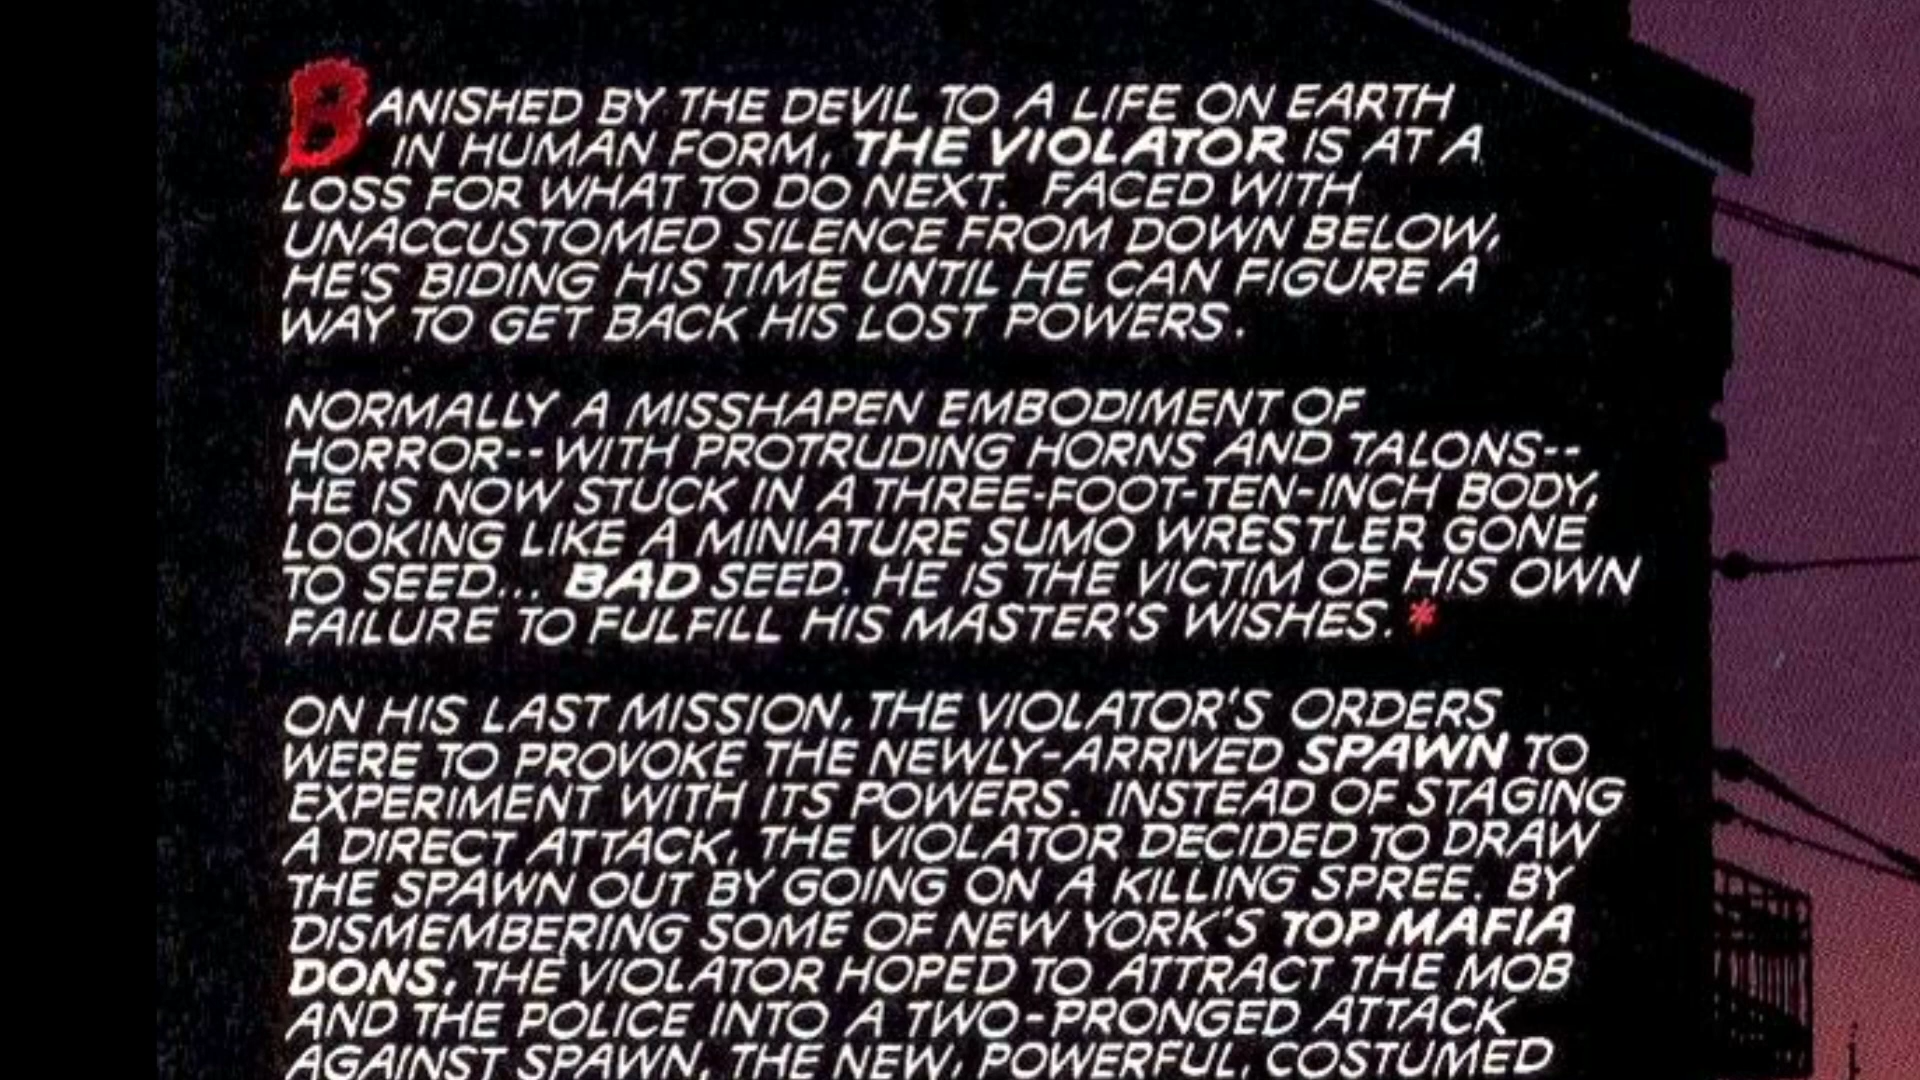 BANISHED BY THE DEVIL TO A LIFE ON EARTH
IN HUMAN FORM, THE VIOLATOR IS AT A
LOSS FOR WHAT TO DO NEXT. FACED WITH
UNACCUSTOMED SILENCE FROM DOWN BELOW,
HE'S BIDING HIS TIME UNTIL HE CAN FIGURE A
WAY TO GET BACK HIS LOST POWERS.
NORMALLY A MISSHAPEN EMBODIMENT OF
HORROR--WITH PROTRUDING HORNS AND TALONS--
HE IS NOW STUCK IN A THREE-FOOT-TEN-INCH BODY,
LOOKING LIKE A MINIATURE SUMO WRESTLER GONE
TO SEED... BAD SEED. HE IS THE VICTIM OF HIS OWN
FAILURE TO FULFILL HIS MASTER'S WISHES. *
ON HIS LAST MISSION, THE VIOLATOR'S ORDERS
WERE TO PROVOKE THE NEWLY-ARRIVED SPAWN TO
EXPERIMENT WITH ITS POWERS. INSTEAD OF STAGING
A DIRECT ATTACK, THE VIOLATOR DECIDED TO DRAW
THE SPAWN OUT BY GOING ON A KILLING SPREE. BY
DISMEMBERING SOME OF NEW YORK'S TOP MAFIA
DONS, THE VIOLATOR HOPED TO ATTRACT THE MOB
AND THE POLICE INTO A TWO-PRONGED ATTACK
AGAINST SPAWN, THE NEW, POWERFUL, COSTUMED